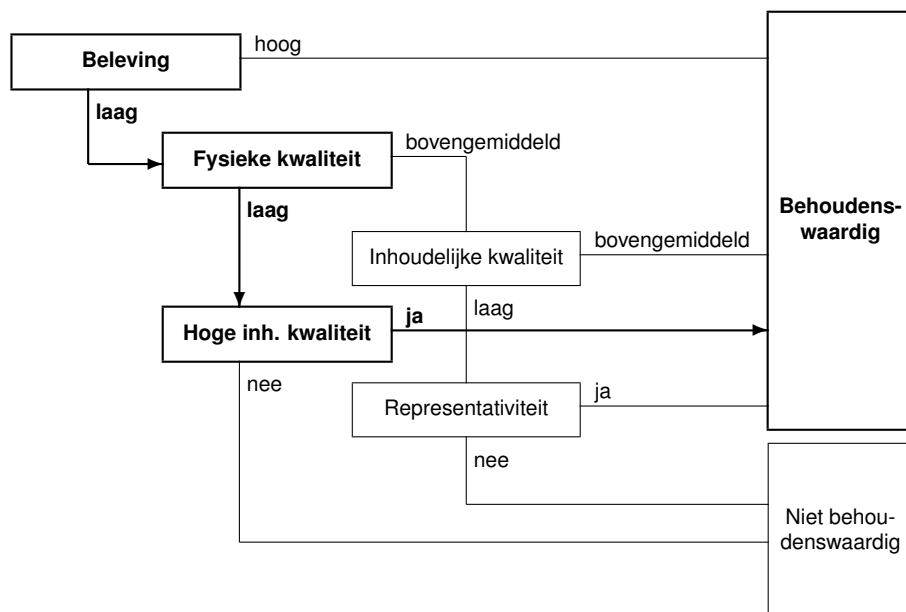 hoog
Beleving
laag
bovengemiddeld
Fysieke kwaliteit
laag
Behoudens-
waardig
bovengemiddeld
Inhoudelijke kwaliteit
laag
ja
Hoge inh. kwaliteit
nee
ja
Representativiteit
nee
Niet behou-
denswaardig